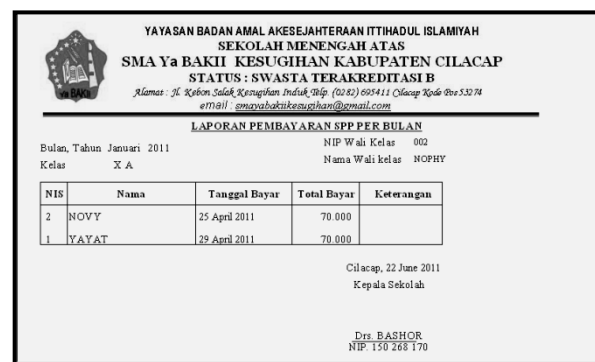 YAYASAN BADAN AMAL AKESEJAHTERAAN ITTIHADUL ISLAMIYAH
SEKOLAH MENENGAH ATAS
SMA Ya BAKII KESUGIHAN KABUPATEN CILACAP
STATUS : SWASTA TERAKREDITASI B
Alamat : Jl. Kebon Salak Kesugihan Induk Telp. (0282) 695411 Cilacap Kode Pos 53274
email : smayabakiikesugihan@gmail.com
Ya BAKII
LAPORAN PEMBAYARAN SPP PER BULAN
Bulan, Tahun Januari 2011 NIP Wali Kelas 002
Kelas X A Nama Wali kelas NOPHY
NIS Nama Tanggal Bayar Total Bayar Keterangan
2 NOVY 25 April 2011 70.000
1 YAYAT 29 April 2011 70.000
Cilacap, 22 June 2011
Kepala Sekolah
Drs. BASHOR
NIP. 150 268 170